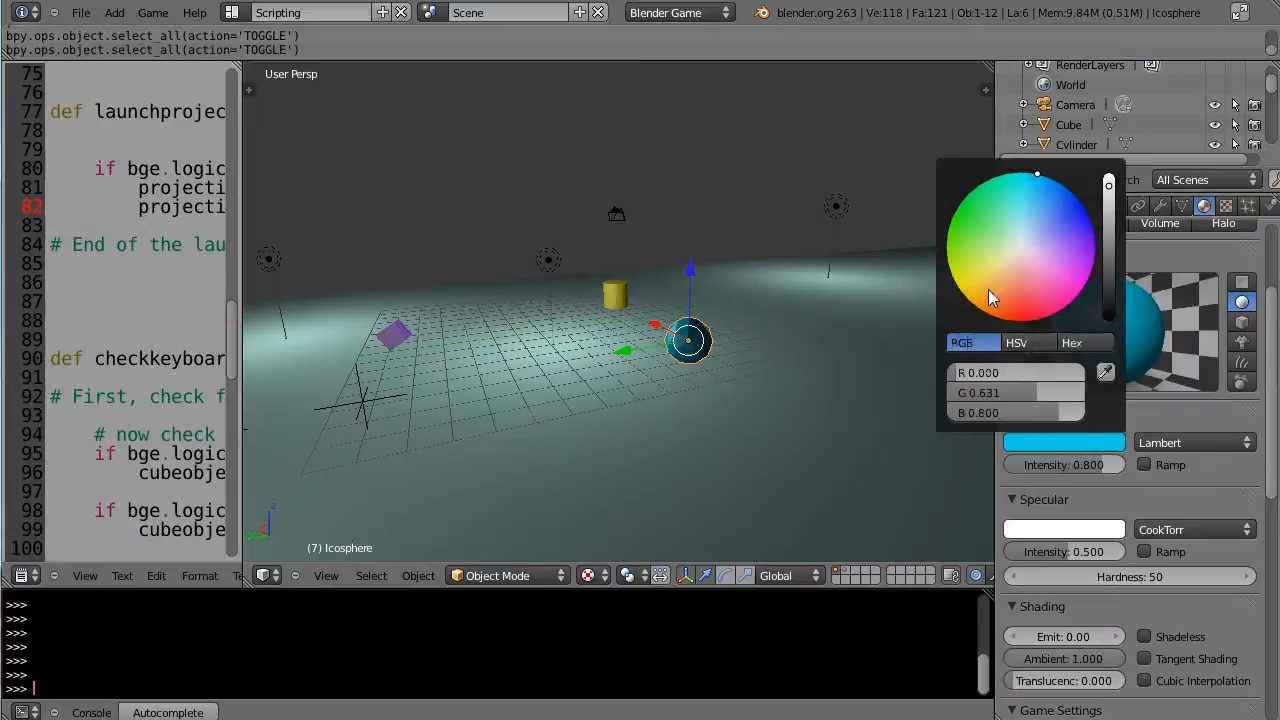 File Add Game Help Scripting Scene Blender Game blender.org 263 | Ve:118 | Fa:121 | Ob:1-12 | La:6 | Mem:9.84M (0.51M) | Icosphere
bpy.ops.object.select_all(action='TOGGLE')
bpy.ops.object.select_all(action='TOGGLE')
75
76
77 def launchprojec
78
79
80 if bge.logic
81 projecti
82 projecti
83
84 # End of the lau
85
86
87
88
89
90 def checkkeyboar
91
92 # First, check f
93
94 # now check
95 if bge.logic
96 cubeobje
97
98 if bge.logic
99 cubeobje
100
User Persp
(7) Icosphere
z
RenderLayers
World
Camera
Cube
Cylinder
All Scenes
Volume Halo
RGB HSV Hex
R 0.000
G 0.631
B 0.800
Lambert
Intensity: 0.800 Ramp
Specular
CookTorr
Intensity: 0.500 Ramp
Hardness: 50
Shading
Emit: 0.00 Shadeless
Ambient: 1.000 Tangent Shading
Translucenc: 0.000 Cubic Interpolation
Game Settings
View Text Edit Format Te
View Select Object Object Mode Global
>>>
>>>
>>>
>>>
>>>
>>>
>>>
Console Autocomplete